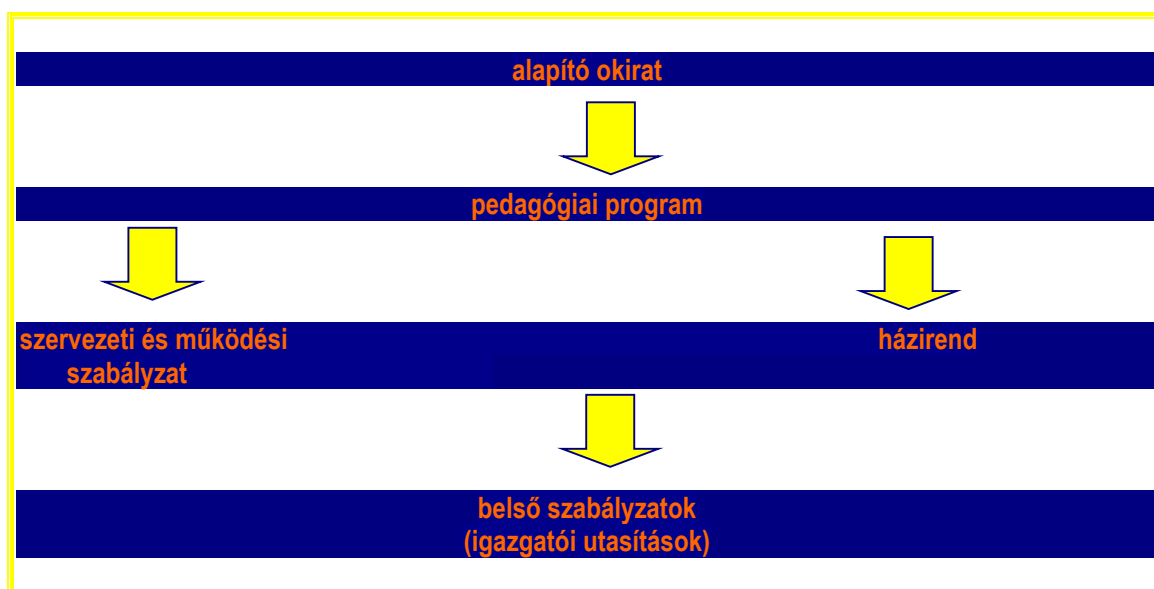 alapító okirat
pedagógiai program
szervezeti és működési
szabályzat
házirend
belső szabályzatok
(igazgatói utasítások)